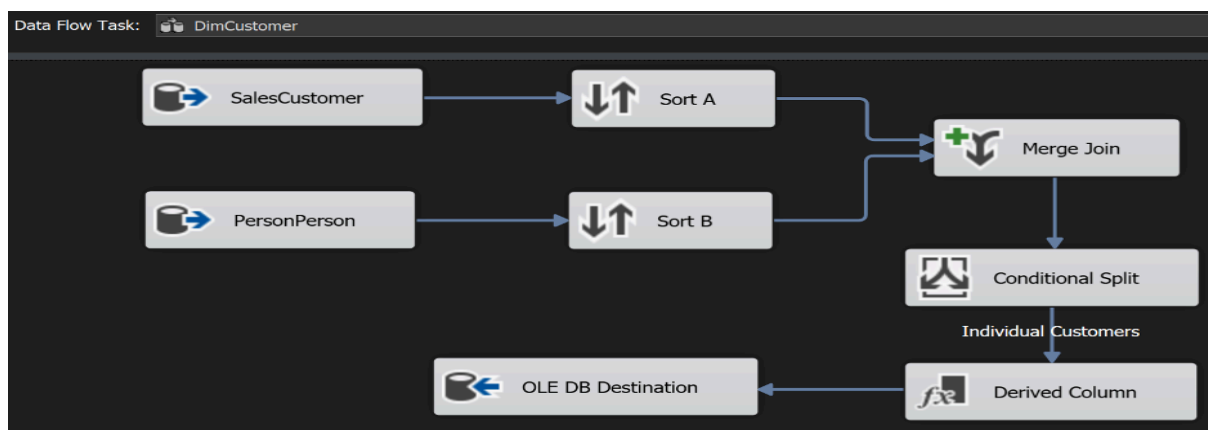 Data Flow Task: DimCustomer
SalesCustomer
Sort A
Merge Join
PersonPerson
Sort B
Conditional Split
Individual Customers
OLE DB Destination
fx Derived Column